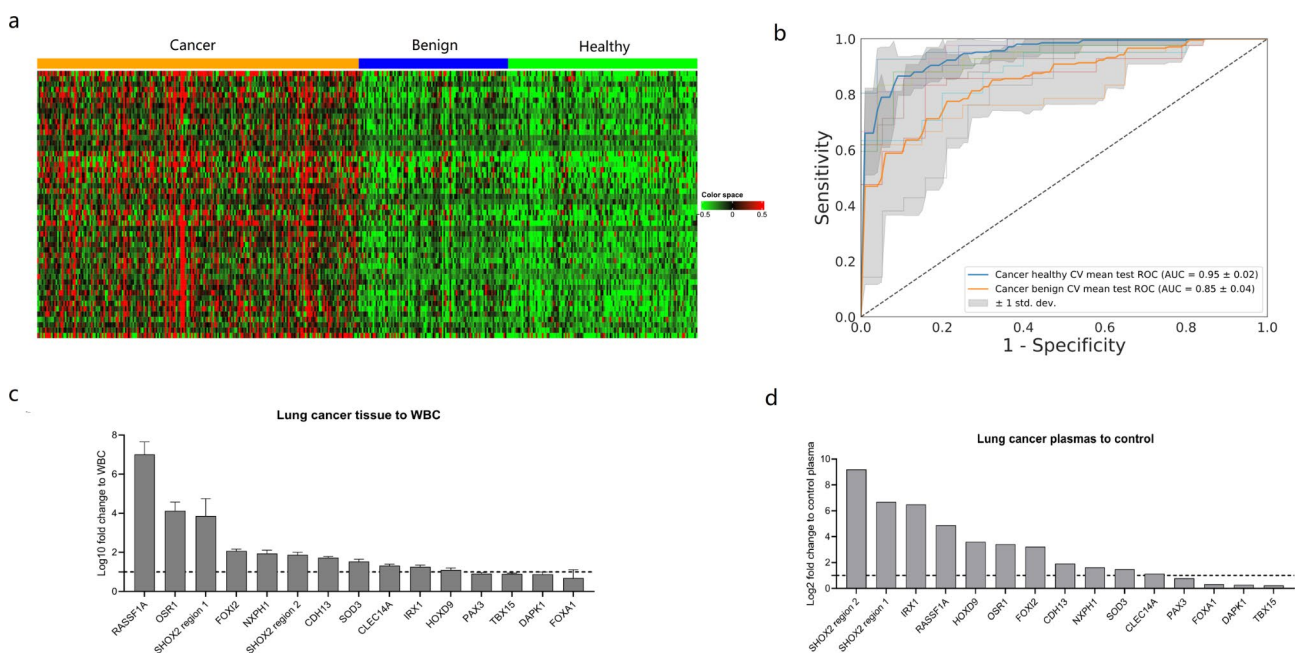 a
Cancer Benign Healthy
Color space
-0.5 0 0.5
b
Sensitivity
1.0
0.8
0.6
0.4
0.2
0.0
0.0 0.2 0.4 0.6 0.8 1.0
1 - Specificity
Cancer healthy CV mean test ROC (AUC = 0.95 ± 0.02)
Cancer benign CV mean test ROC (AUC = 0.85 ± 0.04)
± 1 std. dev.
c
Lung cancer tissue to WBC
Log10 fold change to WBC
8
6
4
2
0
RASSF1A
OSR1
SHOX2 region 1
FOXI2
NXPH1
SHOX2 region 2
CDH13
SOD3
CLEC14A
IRX1
HOXD9
PAX3
TBX15
DAPK1
FOXA1
d
Lung cancer plasmas to control
Log2 fold change to control plasma
10
8
6
4
2
0
SHOX2 region 2
SHOX2 region 1
IRX1
RASSF1A
HOXD9
OSR1
FOXI2
CDH13
NXPH1
SOD3
CLEC14A
PAX3
FOXA1
DAPK1
TBX15